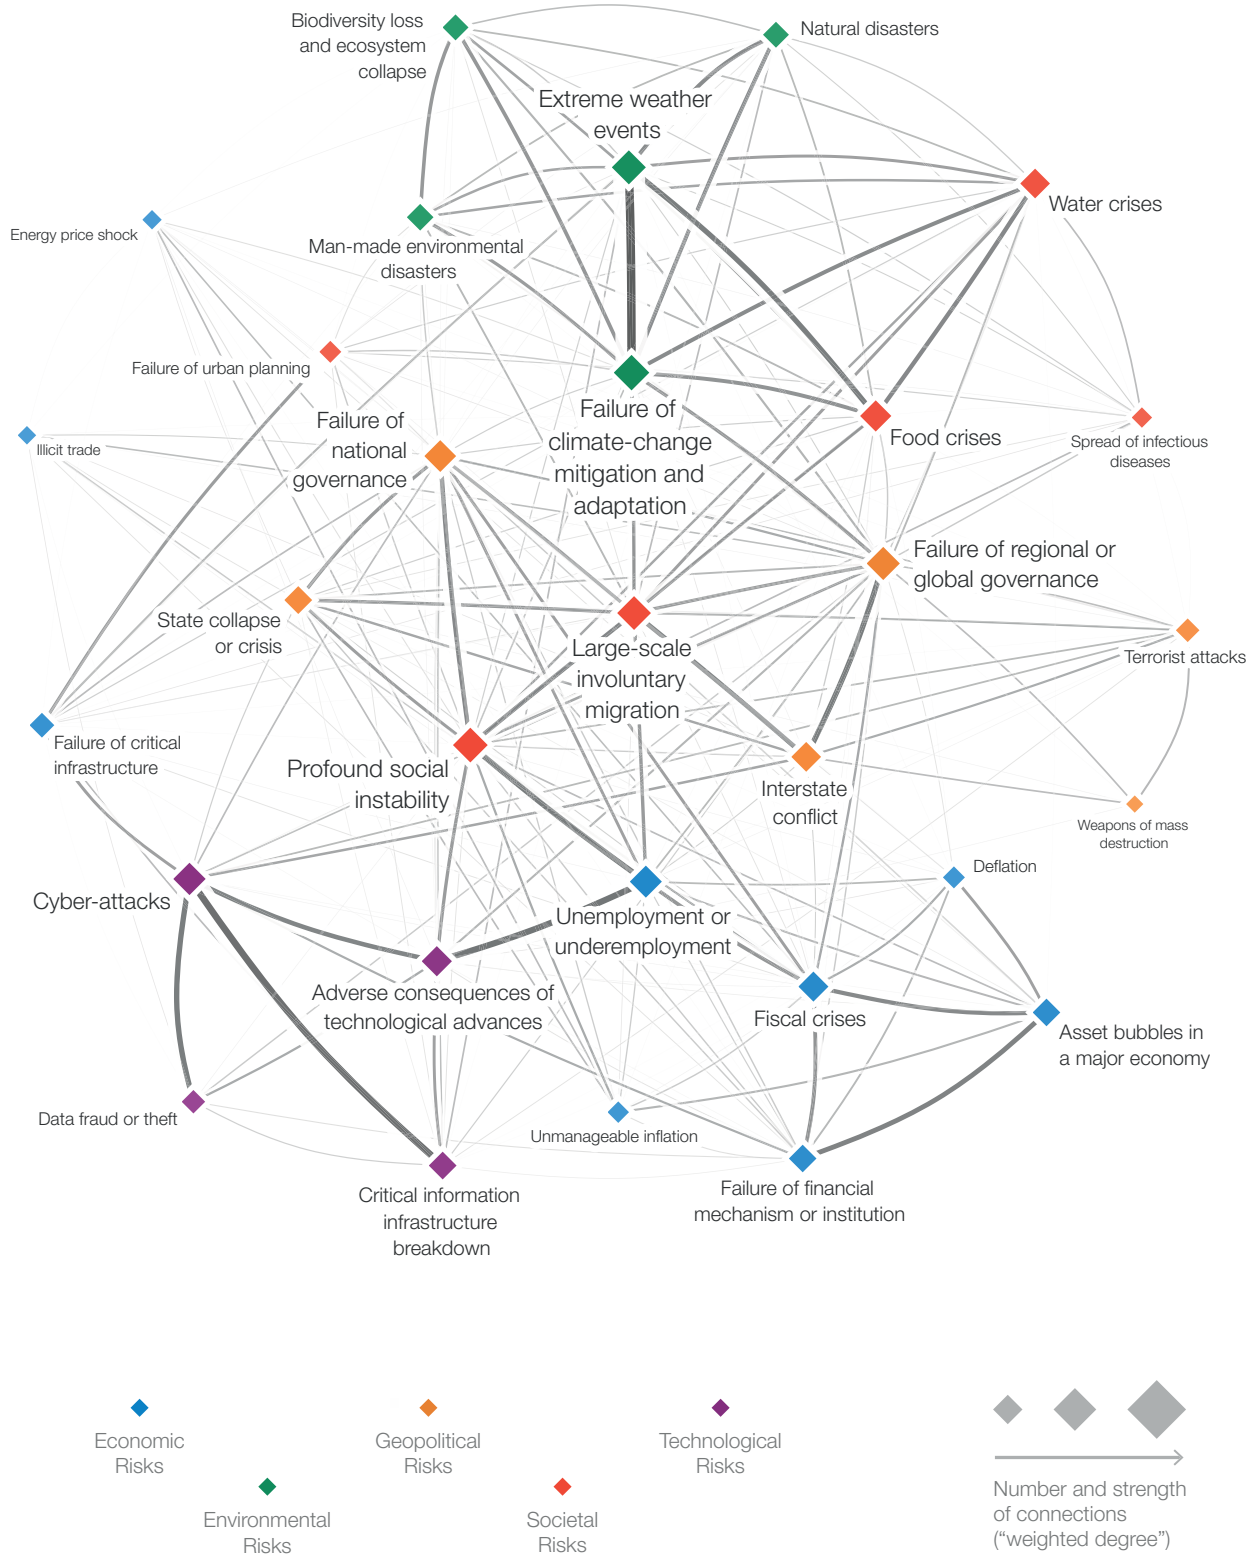 Biodiversity loss
and ecosystem
collapse
Natural disasters
Extreme weather
events
Water crises
Energy price shock
Man-made environmental
disasters
Failure of urban planning
Failure of
national
governance
Failure of
climate-change
mitigation and
adaptation
Food crises
Spread of infectious
diseases
Illicit trade
Failure of regional or
global governance
State collapse
or crisis
Large-scale
involuntary
migration
Terrorist attacks
Failure of critical
infrastructure
Profound social
instability
Interstate
conflict
Weapons of mass
destruction
Deflation
Cyber-attacks
Unemployment or
underemployment
Adverse consequences of
technological advances
Fiscal crises
Asset bubbles in
a major economy
Data fraud or theft
Unmanageable inflation
Critical information
infrastructure
breakdown
Failure of financial
mechanism or institution
Economic
Risks
Geopolitical
Risks
Technological
Risks
Environmental
Risks
Societal
Risks
Number and strength
of connections
(“weighted degree”)